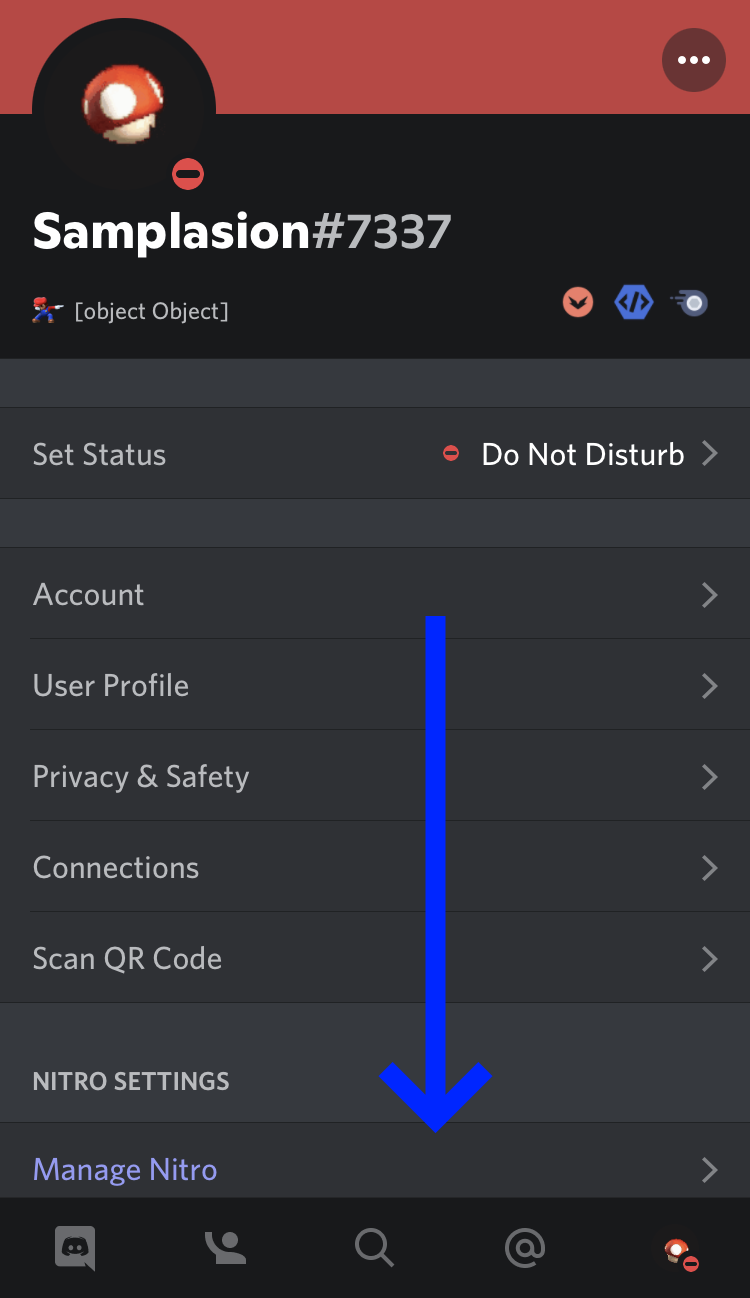 Samplasion#7337
[object Object]
Set Status Do Not Disturb
Account
User Profile
Privacy & Safety
Connections
Scan QR Code
NITRO SETTINGS
Manage Nitro